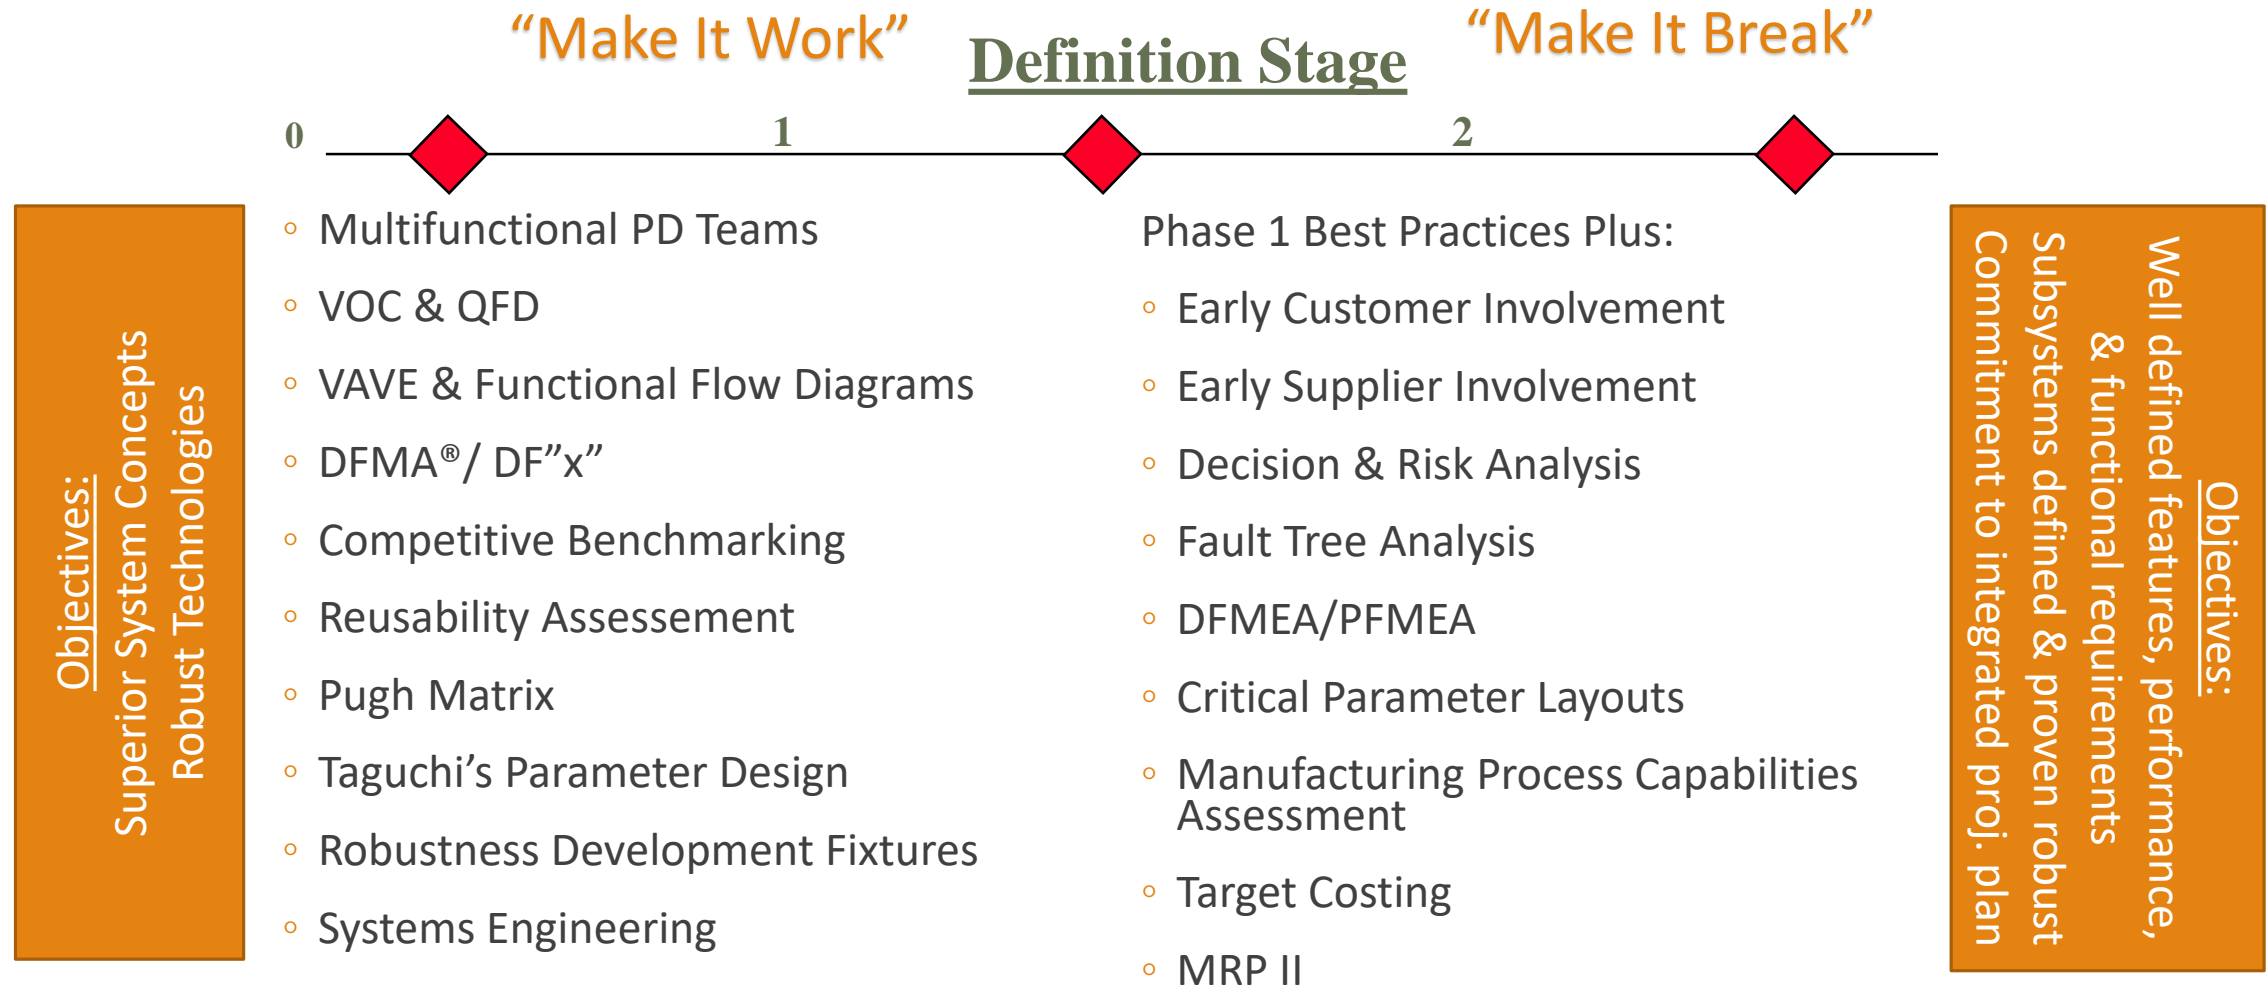 “Make It Work”
Definition Stage
“Make It Break”
0
1
2
Objectives:
Superior System Concepts
Robust Technologies
◦ Multifunctional PD Teams
◦ VOC & QFD
◦ VAVE & Functional Flow Diagrams
◦ DFMA®/ DF”x”
◦ Competitive Benchmarking
◦ Reusability Assessement
◦ Pugh Matrix
◦ Taguchi’s Parameter Design
◦ Robustness Development Fixtures
◦ Systems Engineering
Phase 1 Best Practices Plus:
◦ Early Customer Involvement
◦ Early Supplier Involvement
◦ Decision & Risk Analysis
◦ Fault Tree Analysis
◦ DFMEA/PFMEA
◦ Critical Parameter Layouts
◦ Manufacturing Process Capabilities
Assessment
◦ Target Costing
◦ MRP II
Objectives:
Well defined features, performance,
& functional requirements
Subsystems defined & proven robust
Commitment to integrated proj. plan